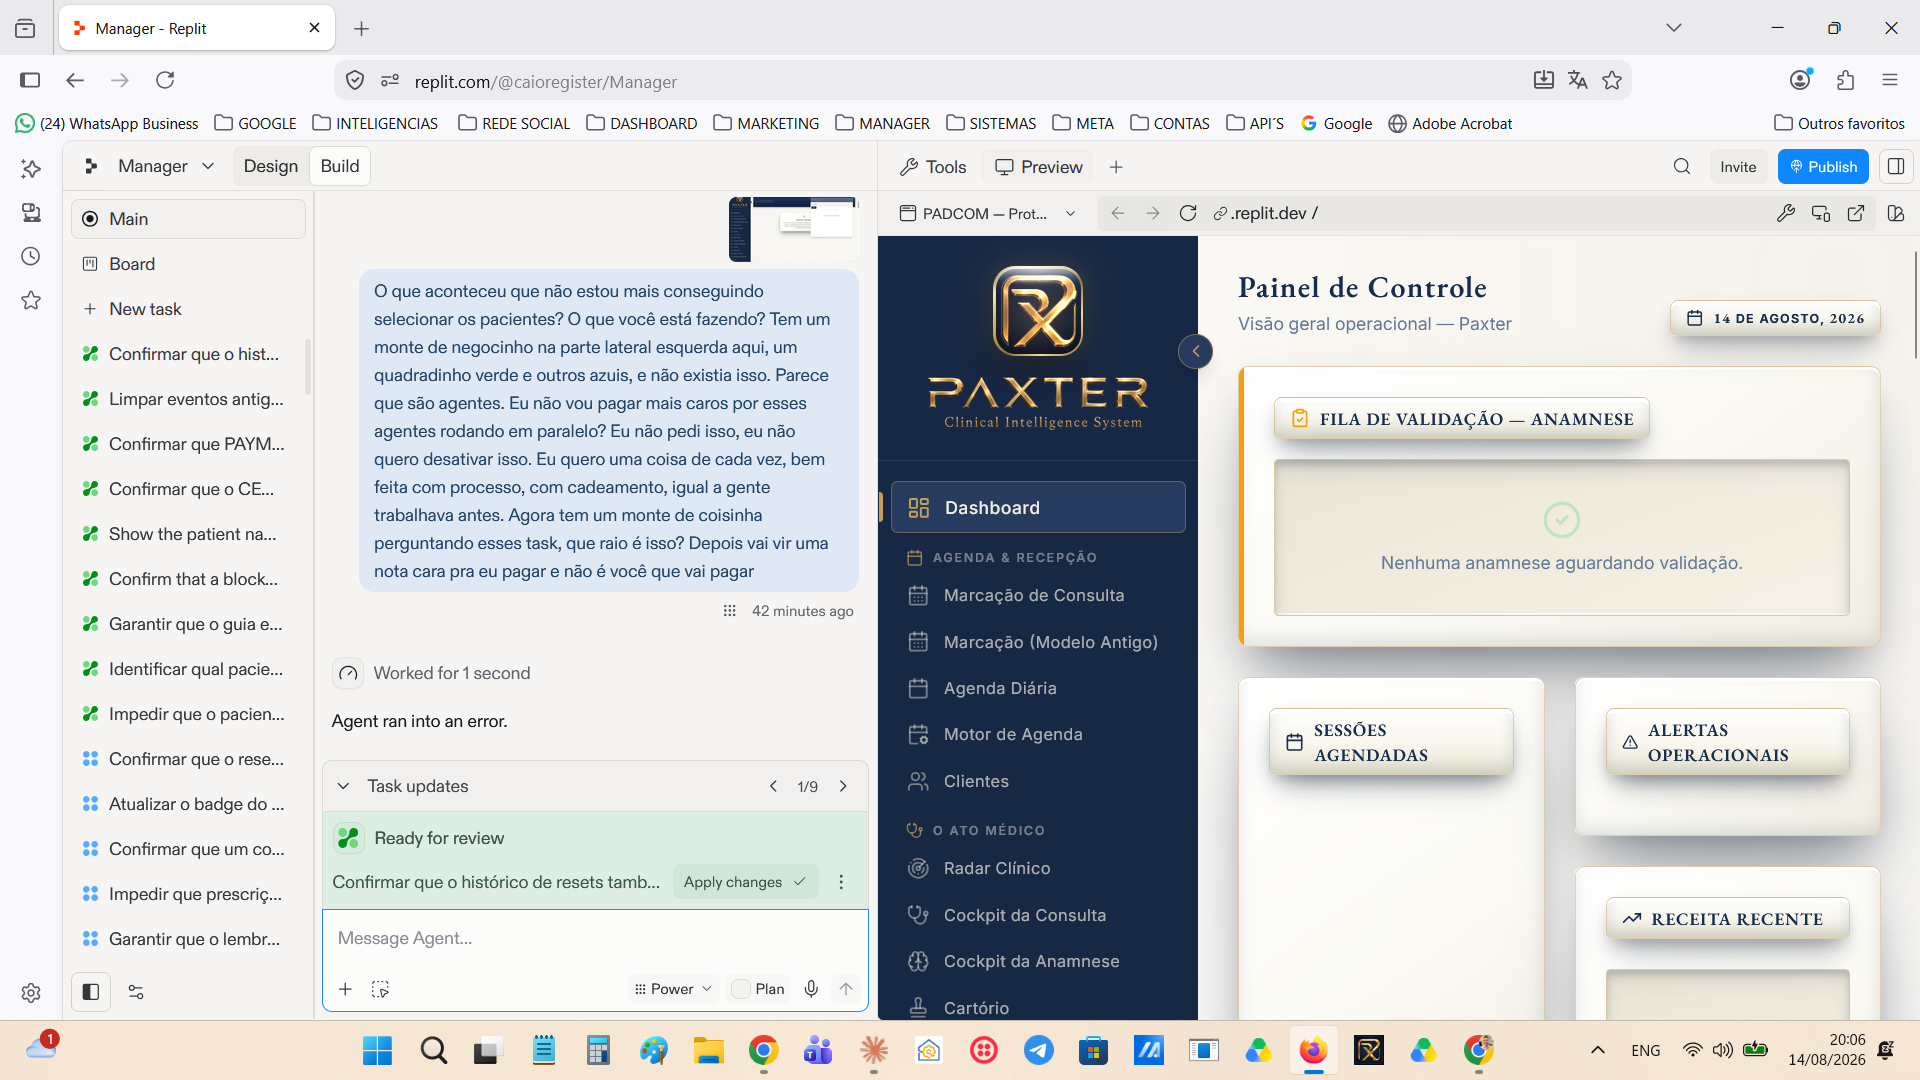 Manager - Replit
replit.com/@caioregister/Manager
(24) WhatsApp Business
GOOGLE
INTELIGENCIAS
REDE SOCIAL
DASHBOARD
MARKETING
MANAGER
SISTEMAS
META
CONTAS
API´S
Google
Adobe Acrobat
Outros favoritos
Manager
Design
Build
Main
Board
New task
Confirmar que o hist...
Limpar eventos antig...
Confirmar que PAYM...
Confirmar que o CE...
Show the patient na...
Confirm that a block...
Garantir que o guia e...
Identificar qual pacie...
Impedir que o pacien...
Confirmar que o rese...
Atualizar o badge do ...
Confirmar que um co...
Impedir que prescriç...
Garantir que o lembr...
O que aconteceu que não estou mais conseguindo
selecionar os pacientes? O que você está fazendo? Tem um
monte de negocinho na parte lateral esquerda aqui, um
quadradinho verde e outros azuis, e não existia isso. Parece
que são agentes. Eu não vou pagar mais caros por esses
agentes rodando em paralelo? Eu não pedi isso, eu não
quero desativar isso. Eu quero uma coisa de cada vez, bem
feita com processo, com cadeamento, igual a gente
trabalhava antes. Agora tem um monte de coisinha
perguntando esses task, que raio é isso? Depois vai vir uma
nota cara pra eu pagar e não é você que vai pagar
42 minutes ago
Worked for 1 second
Agent ran into an error.
Task updates
1/9
Ready for review
Confirmar que o histórico de resets tamb...
Apply changes
Message Agent...
Power
Plan
Tools
Preview
Invite
Publish
PADCOM — Prot...
.replit.dev /
PAXTER
Clinical Intelligence System
Dashboard
AGENDA & RECEPÇÃO
Marcação de Consulta
Marcação (Modelo Antigo)
Agenda Diária
Motor de Agenda
Clientes
O ATO MÉDICO
Radar Clínico
Cockpit da Consulta
Cockpit da Anamnese
Cartório
Painel de Controle
Visão geral operacional — Paxter
14 DE AGOSTO, 2026
FILA DE VALIDAÇÃO — ANAMNESE
Nenhuma anamnese aguardando validação.
SESSÕES
AGENDADAS
ALERTAS
OPERACIONAIS
RECEITA RECENTE
1
ENG
20:06
14/08/2026